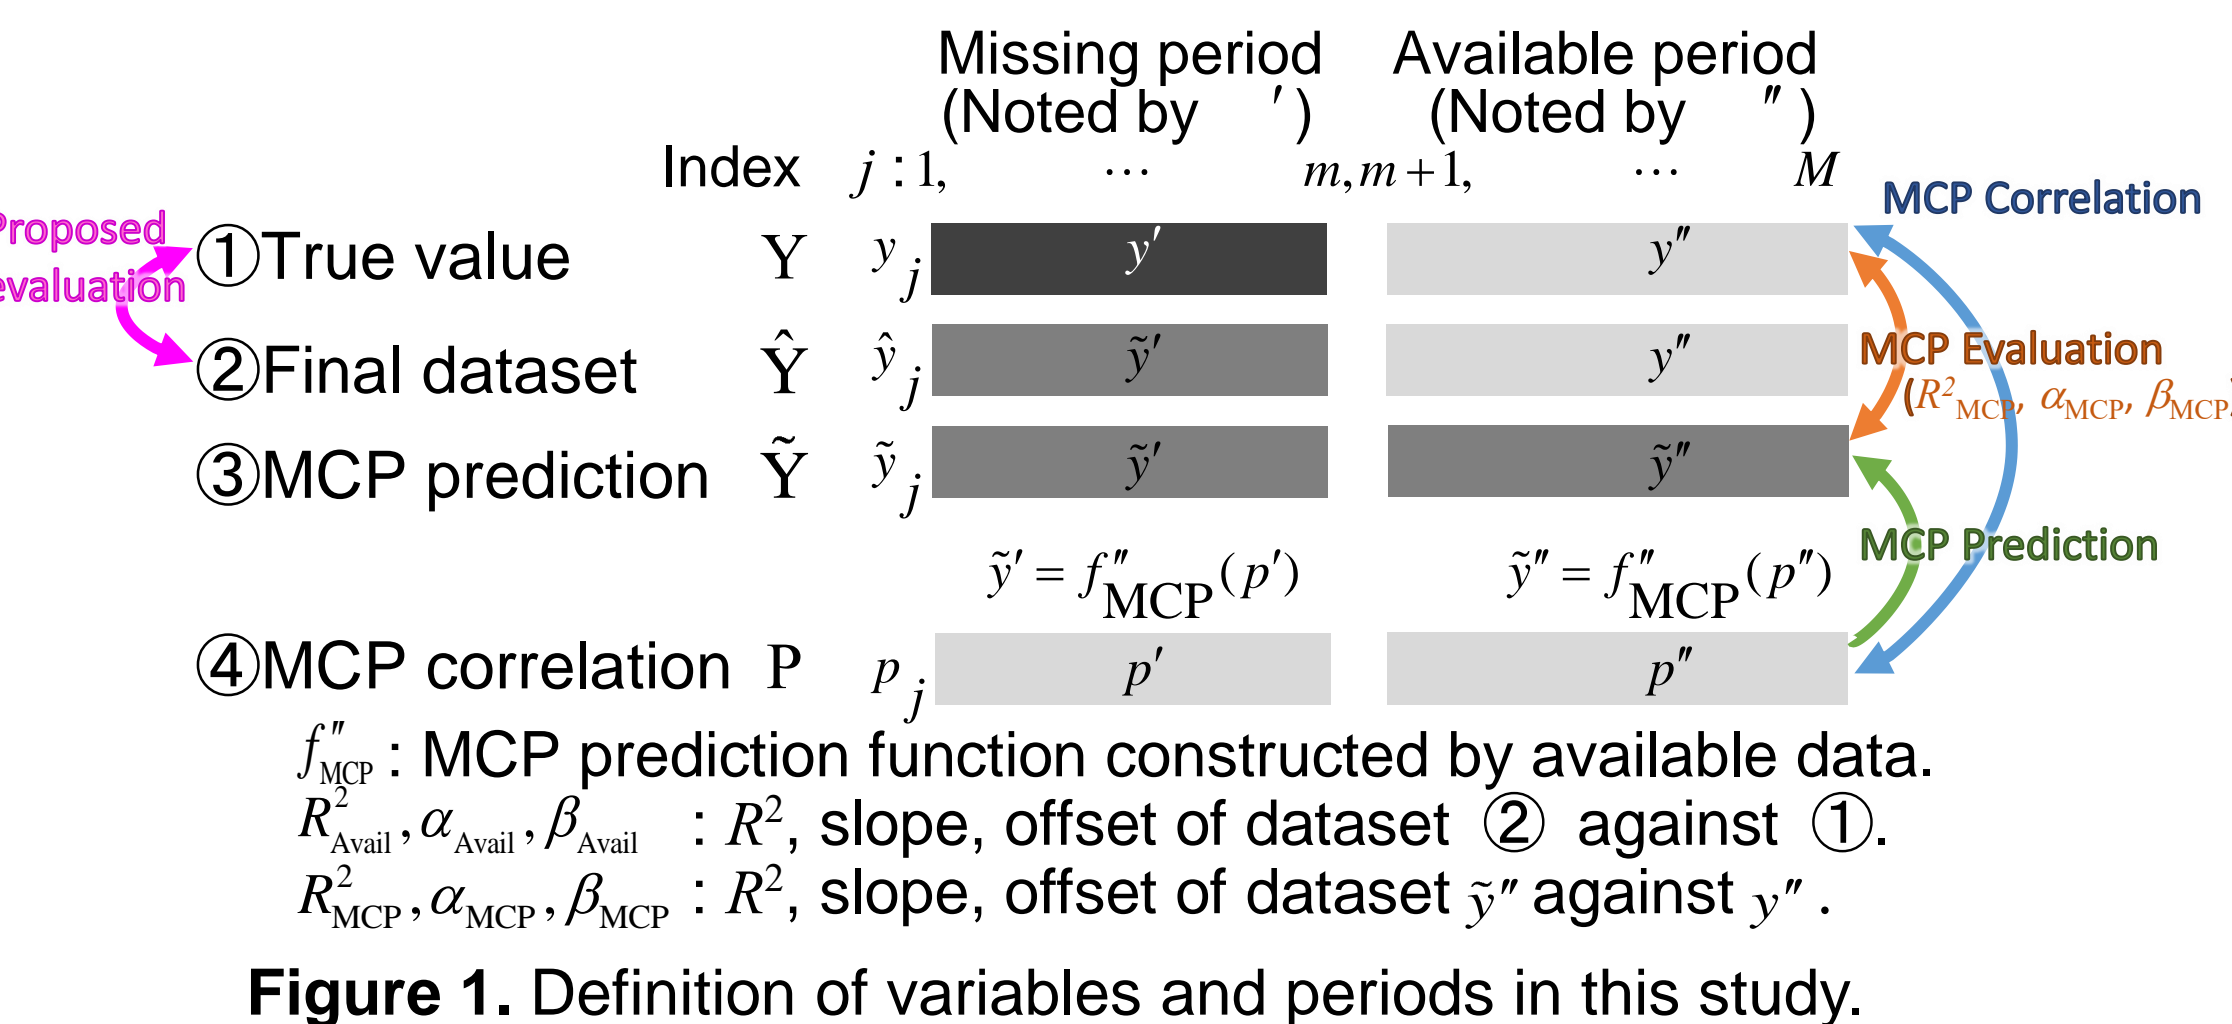 Missing period Available period
(Noted by ′ ) (Noted by ″ )
Index j : 1, ⋯ m, m + 1, ⋯ M
MCP Correlation
Proposed
evaluation
①True value Y y_j y′ y″
②Final dataset Ŷ ŷ_j ỹ′ y″
MCP Evaluation
(R²_MCP, α_MCP, β_MCP)
③MCP prediction Ỹ ỹ_j ỹ′ ỹ″
ỹ′ = f″_MCP(p′) ỹ″ = f″_MCP(p″)
MCP Prediction
④MCP correlation P p_j p′ p″
f″_MCP : MCP prediction function constructed by available data.
R²_Avail, α_Avail, β_Avail : R², slope, offset of dataset ② against ①.
R²_MCP, α_MCP, β_MCP : R², slope, offset of dataset ỹ″ against y″.
Figure 1. Definition of variables and periods in this study.